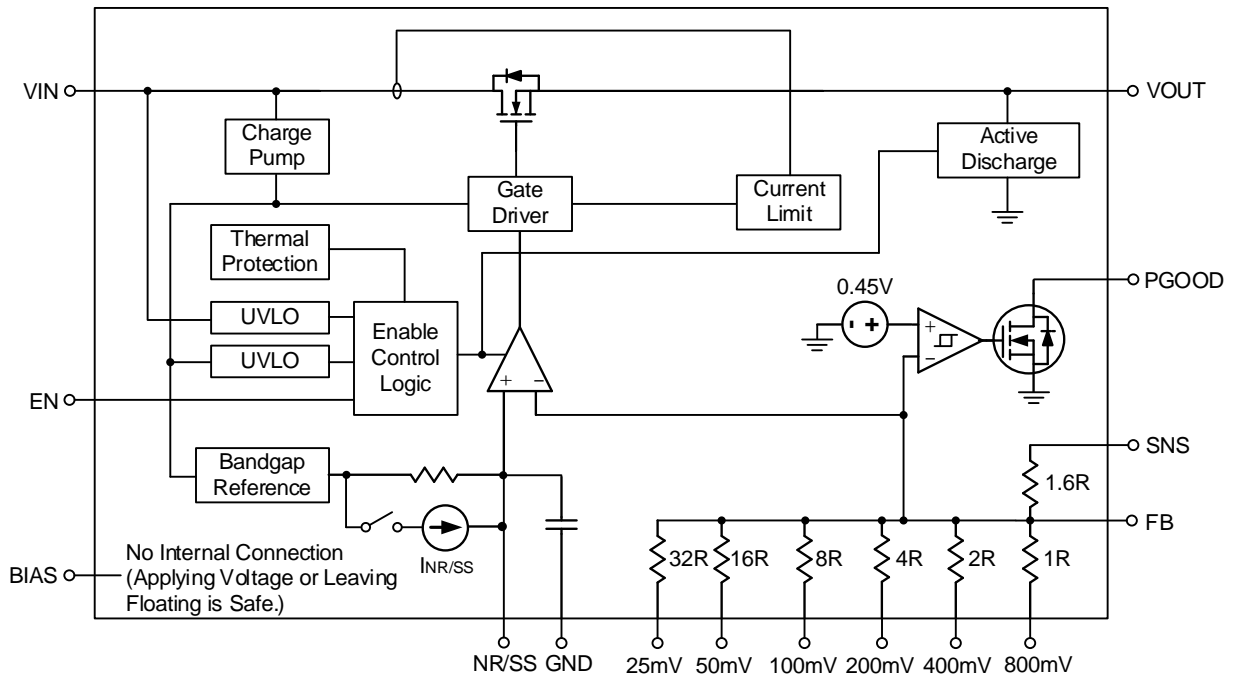 VIN
VOUT
Charge
Pump
Gate
Driver
Current
Limit
Active
Discharge
Thermal
Protection
UVLO
UVLO
Enable
Control
Logic
EN
+
−
0.45V
-
+
+
−
PGOOD
Bandgap
Reference
INR/SS
SNS
1.6R
FB
32R
16R
8R
4R
2R
1R
BIAS
No Internal Connection
(Applying Voltage or Leaving
Floating is Safe.)
NR/SS
GND
25mV
50mV
100mV
200mV
400mV
800mV